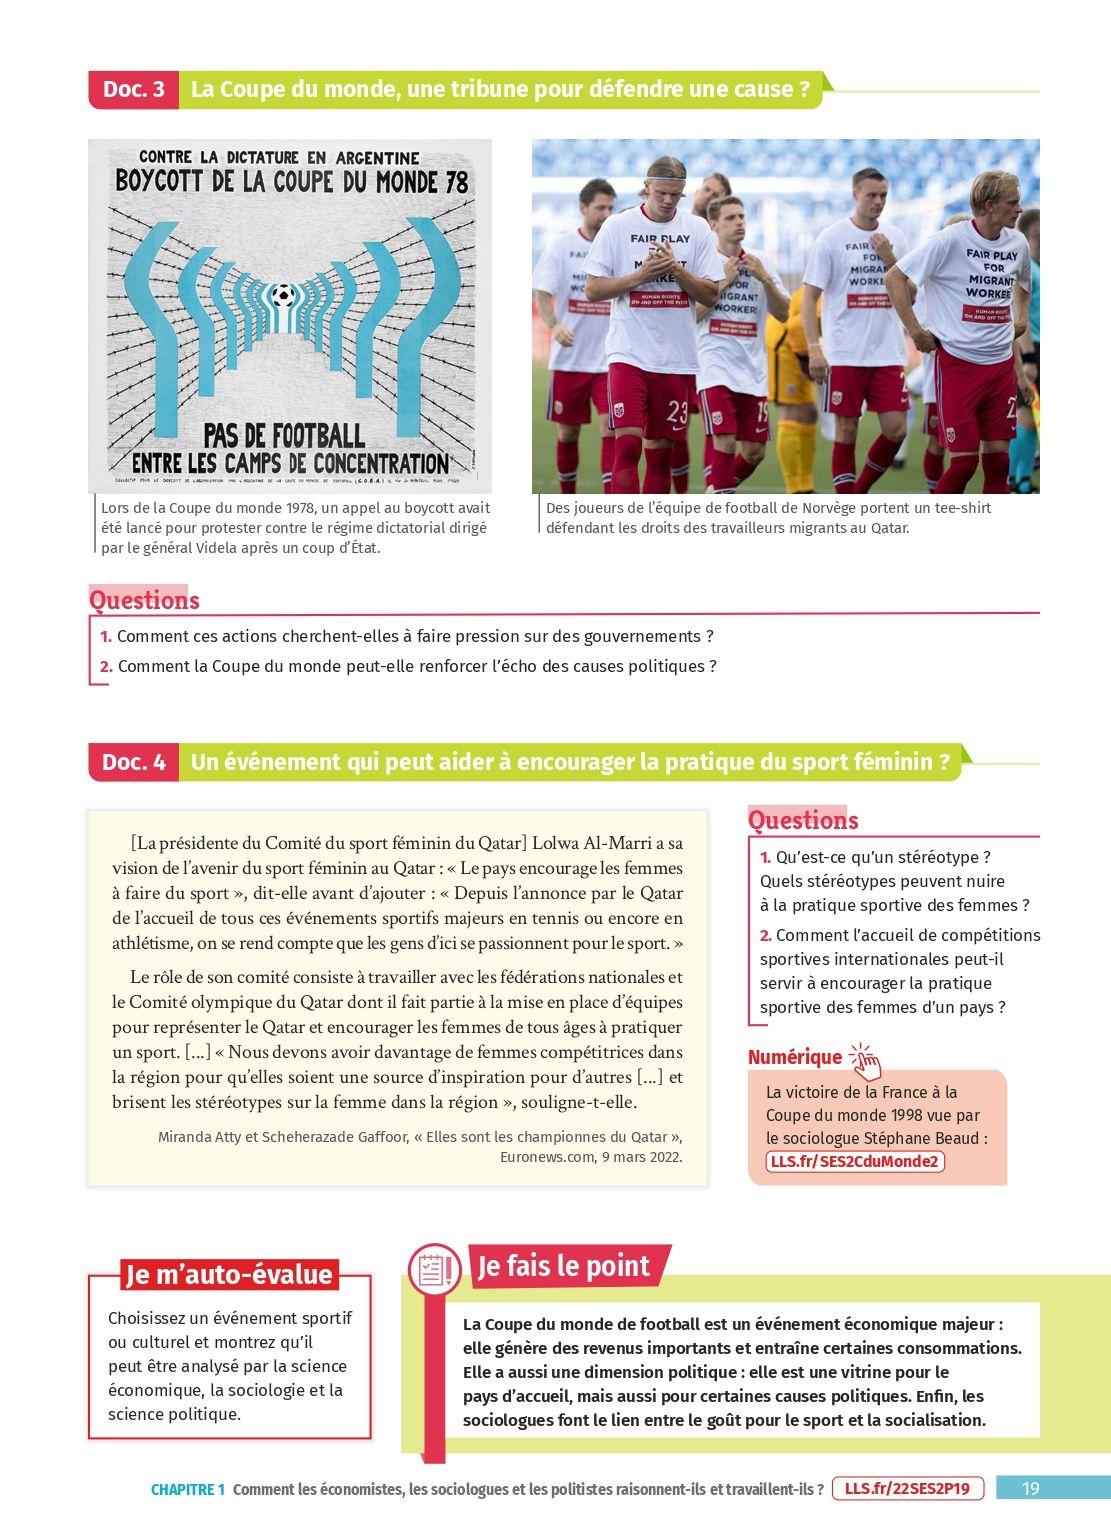 Doc. 3 La Coupe du monde, une tribune pour défendre une cause ?
CONTRE LA DICTATURE EN ARGENTINE
BOYCOTT DE LA COUPE DU MONDE 78
PAS DE FOOTBALL
ENTRE LES CAMPS DE CONCENTRATION
COLLECTIF POUR LE BOYCOTT DE L'ORGANISATION PAR L'ARGENTINE DE LA COUPE DU MONDE DE FOOTBALL (C.O.B.A.)
FAIR PLAY
FOR
MIGRANT
WORKERS
HUMAN RIGHTS
ON AND OFF THE PITCH
FAIR PLAY
FOR
MIGRANT
WORKE
HUMAN RIGHTS
ON AND OFF THE PITCH
23
19
2
Lors de la Coupe du monde 1978, un appel au boycott avait
été lancé pour protester contre le régime dictatorial dirigé
par le général Videla après un coup d'État.
Des joueurs de l'équipe de football de Norvège portent un tee-shirt
défendant les droits des travailleurs migrants au Qatar.
Questions
1. Comment ces actions cherchent-elles à faire pression sur des gouvernements ?
2. Comment la Coupe du monde peut-elle renforcer l'écho des causes politiques ?
Doc. 4 Un événement qui peut aider à encourager la pratique du sport féminin ?
[La présidente du Comité du sport féminin du Qatar] Lolwa Al-Marri a sa
vision de l'avenir du sport féminin au Qatar : « Le pays encourage les femmes
à faire du sport », dit-elle avant d'ajouter : « Depuis l'annonce par le Qatar
de l'accueil de tous ces événements sportifs majeurs en tennis ou encore en
athlétisme, on se rend compte que les gens d'ici se passionnent pour le sport. »
Le rôle de son comité consiste à travailler avec les fédérations nationales et
le Comité olympique du Qatar dont il fait partie à la mise en place d'équipes
pour représenter le Qatar et encourager les femmes de tous âges à pratiquer
un sport. [...] « Nous devons avoir davantage de femmes compétitrices dans
la région pour qu'elles soient une source d'inspiration pour d'autres [...] et
brisent les stéréotypes sur la femme dans la région », souligne-t-elle.
Miranda Atty et Scheherazade Gaffoor, « Elles sont les championnes du Qatar »,
Euronews.com, 9 mars 2022.
Questions
1. Qu'est-ce qu'un stéréotype ?
Quels stéréotypes peuvent nuire
à la pratique sportive des femmes ?
2. Comment l'accueil de compétitions
sportives internationales peut-il
servir à encourager la pratique
sportive des femmes d'un pays ?
Numérique
La victoire de la France à la
Coupe du monde 1998 vue par
le sociologue Stéphane Beaud :
LLS.fr/SES2CduMonde2
Je m'auto-évalue
Choisissez un événement sportif
ou culturel et montrez qu'il
peut être analysé par la science
économique, la sociologie et la
science politique.
Je fais le point
La Coupe du monde de football est un événement économique majeur :
elle génère des revenus importants et entraîne certaines consommations.
Elle a aussi une dimension politique : elle est une vitrine pour le
pays d'accueil, mais aussi pour certaines causes politiques. Enfin, les
sociologues font le lien entre le goût pour le sport et la socialisation.
CHAPITRE 1 Comment les économistes, les sociologues et les politistes raisonnent-ils et travaillent-ils ? LLS.fr/22SES2P19 19